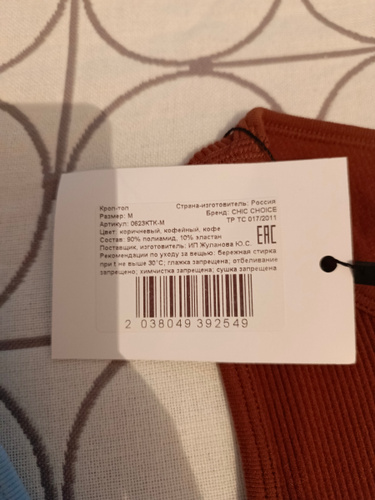 Кроп-топ Страна-изготовитель: Россия
Размер: M Бренд: CHIC CHOICE
Артикул: 0623KTK-M ТР ТС 017/2011
Цвет: коричневый, кофейный, кофе
Состав: 90% полиамид, 10% эластан
Поставщик, изготовитель: ИП Жупанова Ю.С. EAC
Рекомендации по уходу за вещью: бережная стирка
при t не выше 30°С; глажка запрещена; отбеливание
запрещено; химчистка запрещена; сушка запрещена
2 038049 392549